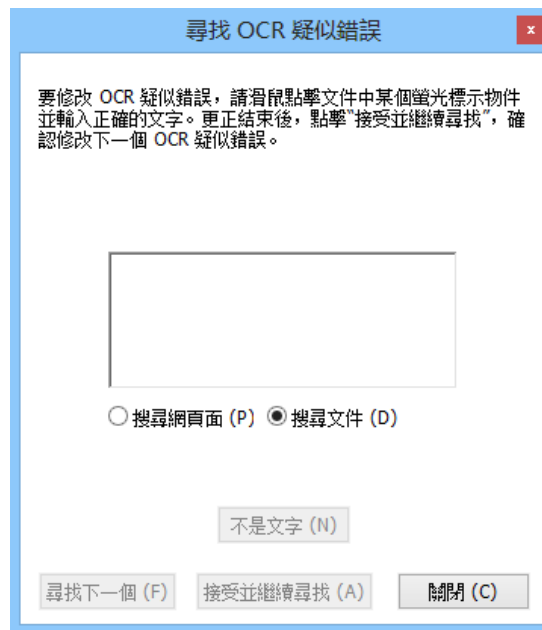 尋找 OCR 疑似錯誤
x
要修改 OCR 疑似錯誤，請滑鼠點擊文件中某個螢光標示物件
並輸入正確的文字。更正結束後，點擊"接受並繼續尋找"，確
認修改下一個 OCR 疑似錯誤。
搜尋網頁面 (P) 搜尋文件 (D)
不是文字 (N)
尋找下一個 (F) 接受並繼續尋找 (A) 關閉 (C)